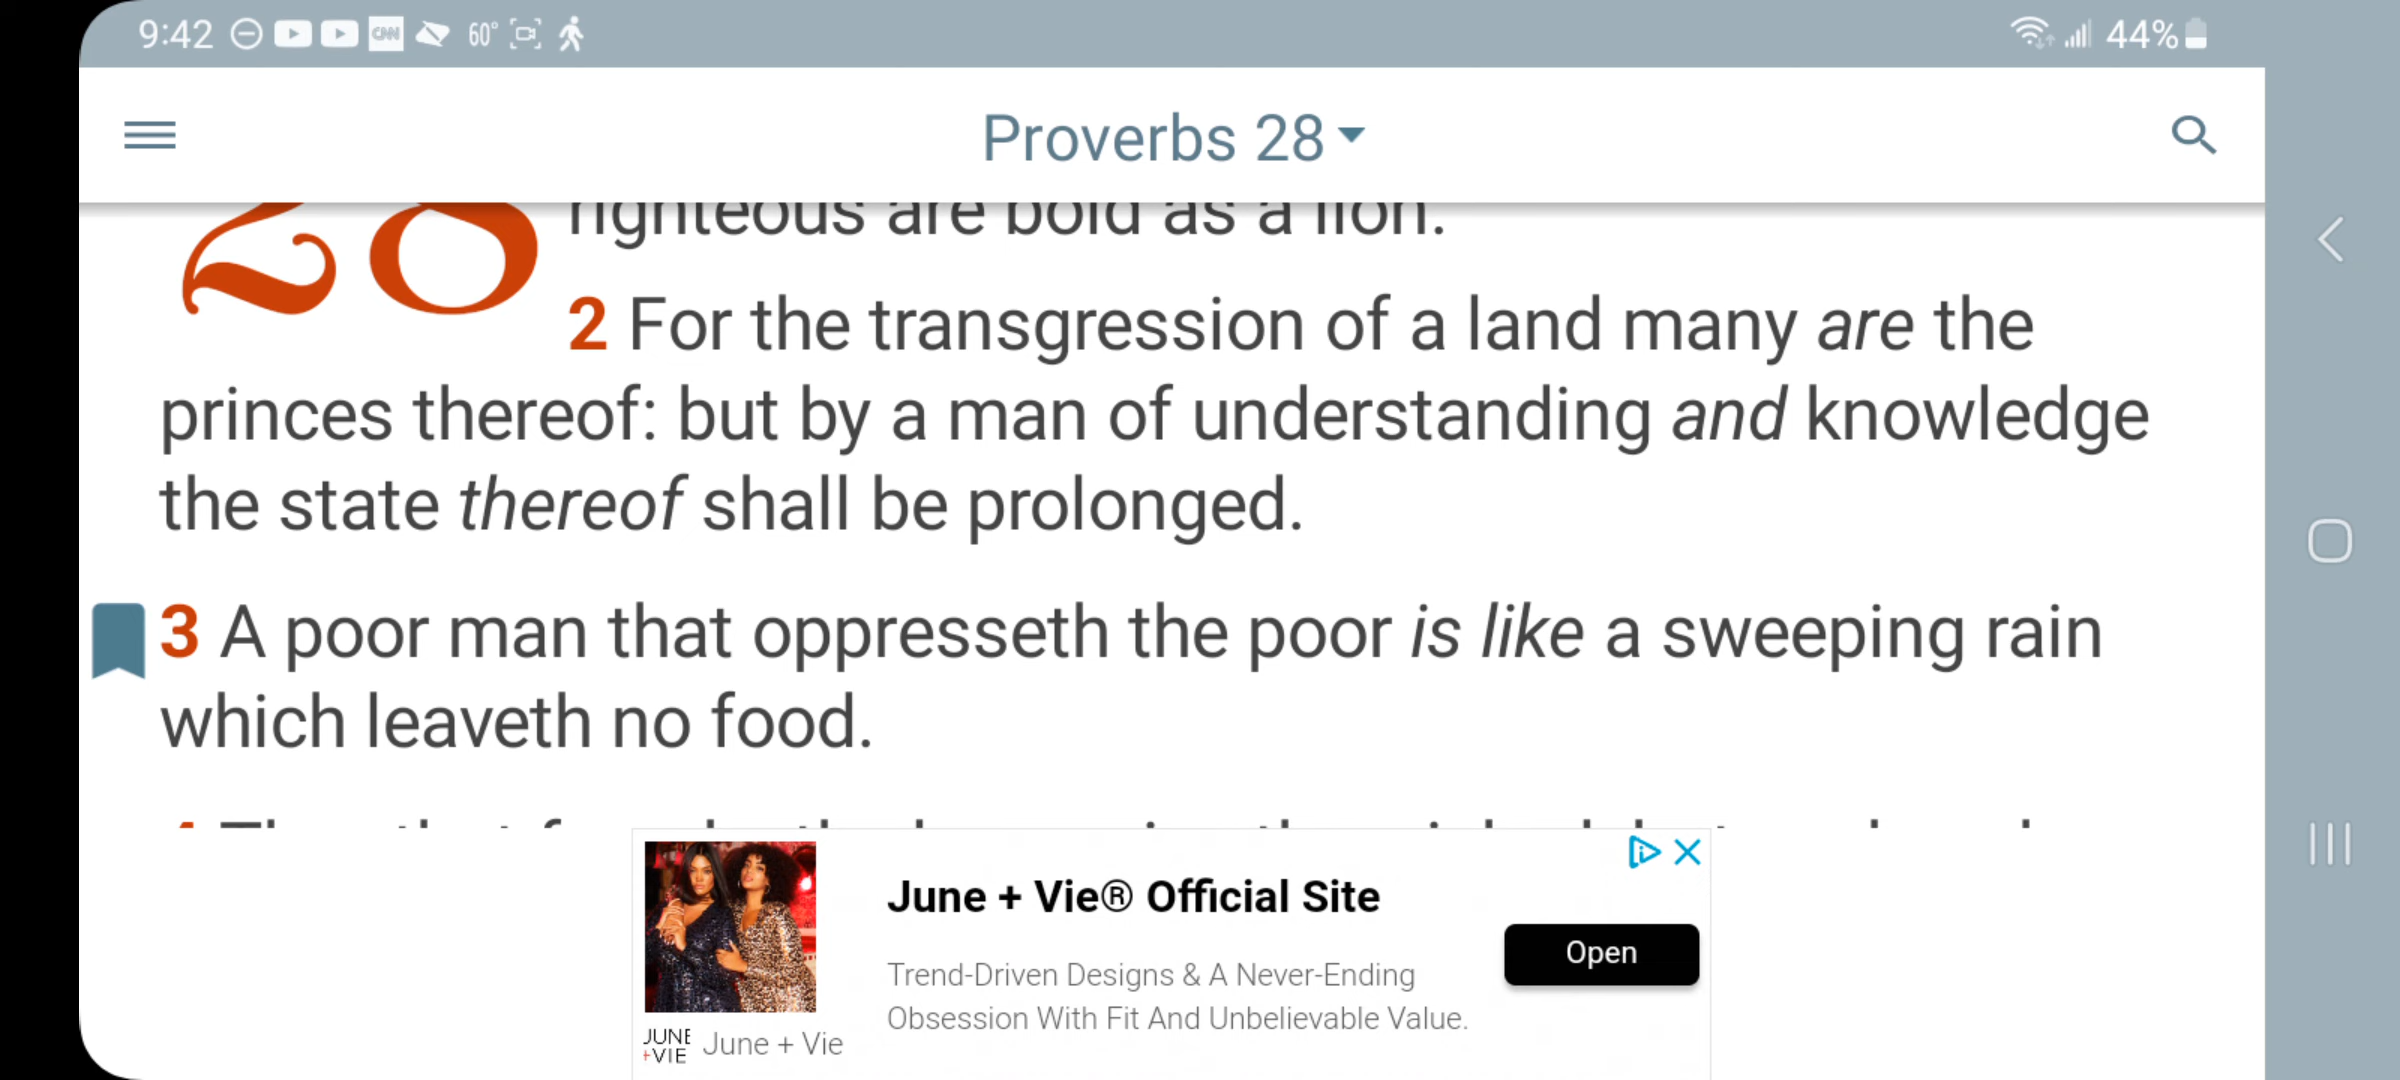 9:42 CNN 60° 44%
Proverbs 28
28 righteous are bold as a lion.
2 For the transgression of a land many are the
princes thereof: but by a man of understanding and knowledge
the state thereof shall be prolonged.
3 A poor man that oppresseth the poor is like a sweeping rain
which leaveth no food.
June + Vie® Official Site
Open
Trend-Driven Designs & A Never-Ending
Obsession With Fit And Unbelievable Value.
JUNE
+VIE
June + Vie